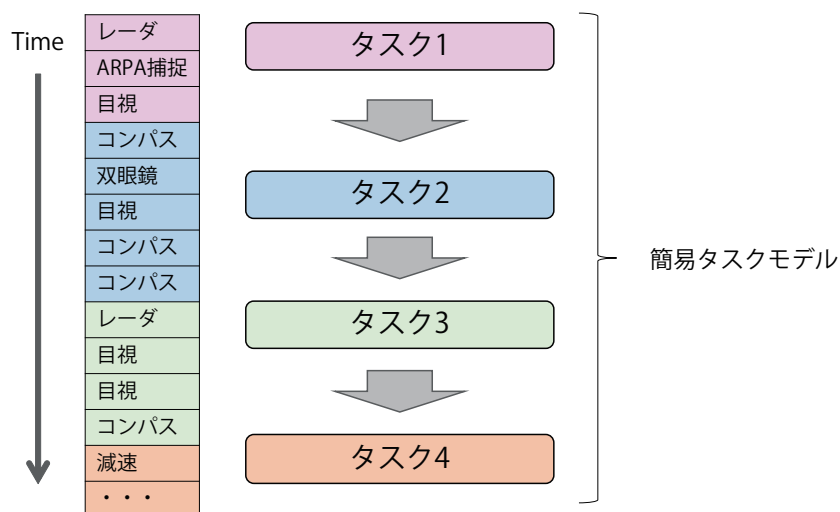 Time
レーダ
ARPA捕捉
目視
コンパス
双眼鏡
目視
コンパス
コンパス
レーダ
目視
目視
コンパス
減速
・・・
タスク1
タスク2
タスク3
タスク4
簡易タスクモデル